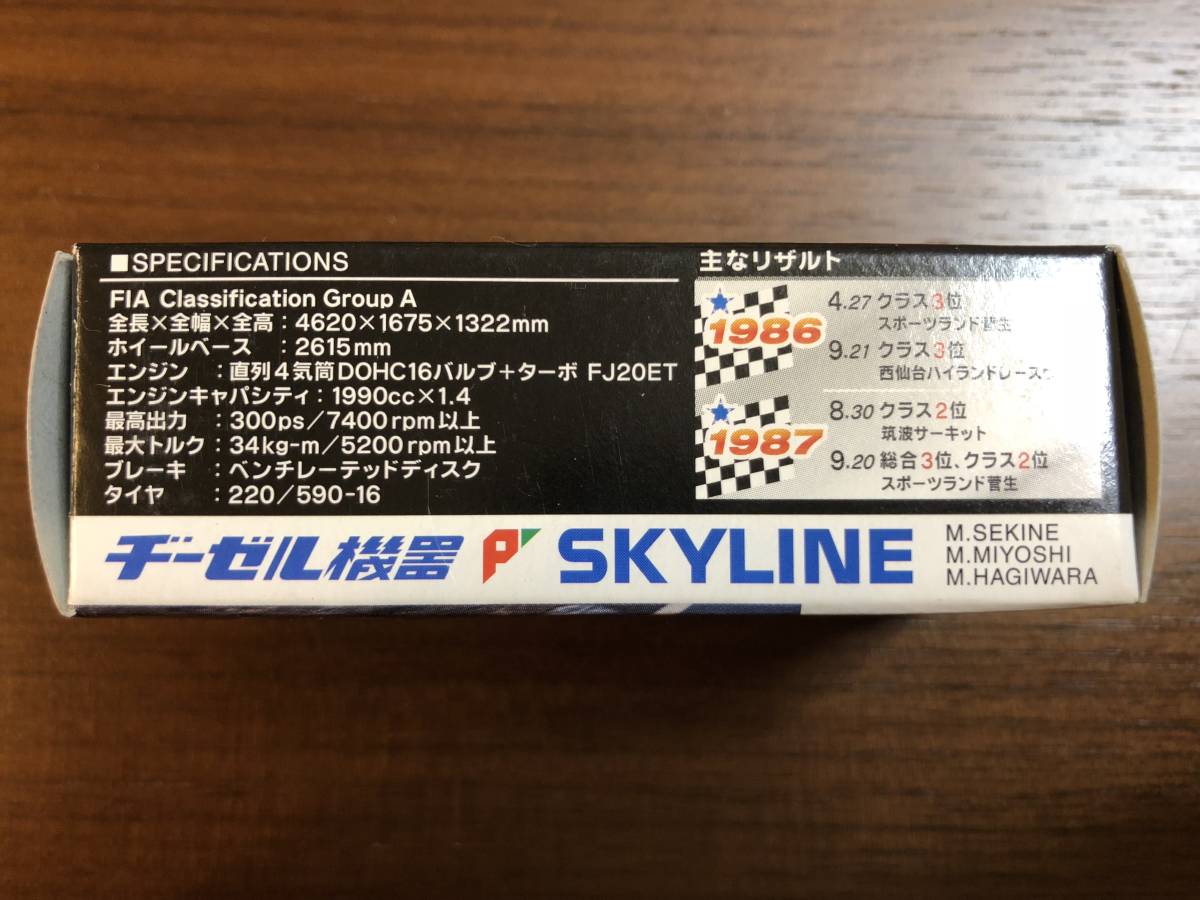 ■SPECIFICATIONS
FIA Classification Group A
全長×全幅×全高：4620×1675×1322mm
ホイールベース ：2615mm
エンジン ：直列4気筒DOHC16バルブ+ターボ FJ20ET
エンジンキャパシティ：1990cc×1.4
最高出力 ：300ps/7400rpm以上
最大トルク ：34kg-m/5200rpm以上
ブレーキ ：ベンチレーテッドディスク
タイヤ ：220/590-16
主なリザルト
1986
4.27 クラス3位
スポーツランド菅生
9.21 クラス3位
西仙台ハイランドレース
1987
8.30 クラス2位
筑波サーキット
9.20 総合3位、クラス2位
スポーツランド菅生
ヂーゼル機器 P SKYLINE
M.SEKINE
M.MIYOSHI
M.HAGIWARA